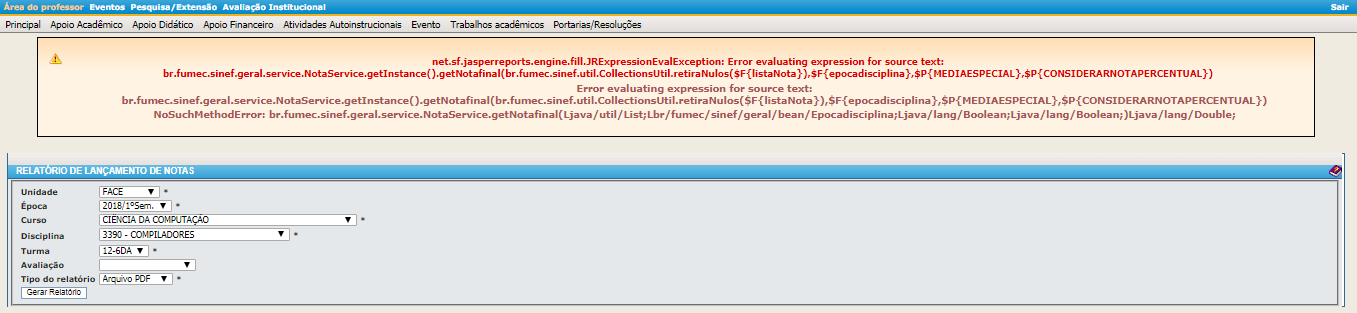 Área do professor Eventos Pesquisa/Extensão Avaliação Institucional Sair
Principal Apoio Acadêmico Apoio Didático Apoio Financeiro Atividades Autoinstrucionais Evento Trabalhos acadêmicos Portarias/Resoluções
net.sf.jasperreports.engine.fill.JRExpressionEvalException: Error evaluating expression for source text:
br.fumec.sinef.geral.service.NotaService.getInstance().getNotafinal(br.fumec.sinef.util.CollectionsUtil.retiraNulos($F{listaNota}),$F{epocadisciplina},$P{MEDIAESPECIAL},$P{CONSIDERARNOTAPERCENTUAL})
Error evaluating expression for source text:
br.fumec.sinef.geral.service.NotaService.getInstance().getNotafinal(br.fumec.sinef.util.CollectionsUtil.retiraNulos($F{listaNota}),$F{epocadisciplina},$P{MEDIAESPECIAL},$P{CONSIDERARNOTAPERCENTUAL})
NoSuchMethodError: br.fumec.sinef.geral.service.NotaService.getNotafinal(Ljava/util/List;Lbr/fumec/sinef/geral/bean/Epocadisciplina;Ljava/lang/Boolean;Ljava/lang/Boolean;)Ljava/lang/Double;
RELATÓRIO DE LANÇAMENTO DE NOTAS
Unidade FACE *
Época 2018/1ºSem. *
Curso CIÊNCIA DA COMPUTAÇÃO *
Disciplina 3390 - COMPILADORES *
Turma 12-6DA *
Avaliação
Tipo do relatório Arquivo PDF *
Gerar Relatório